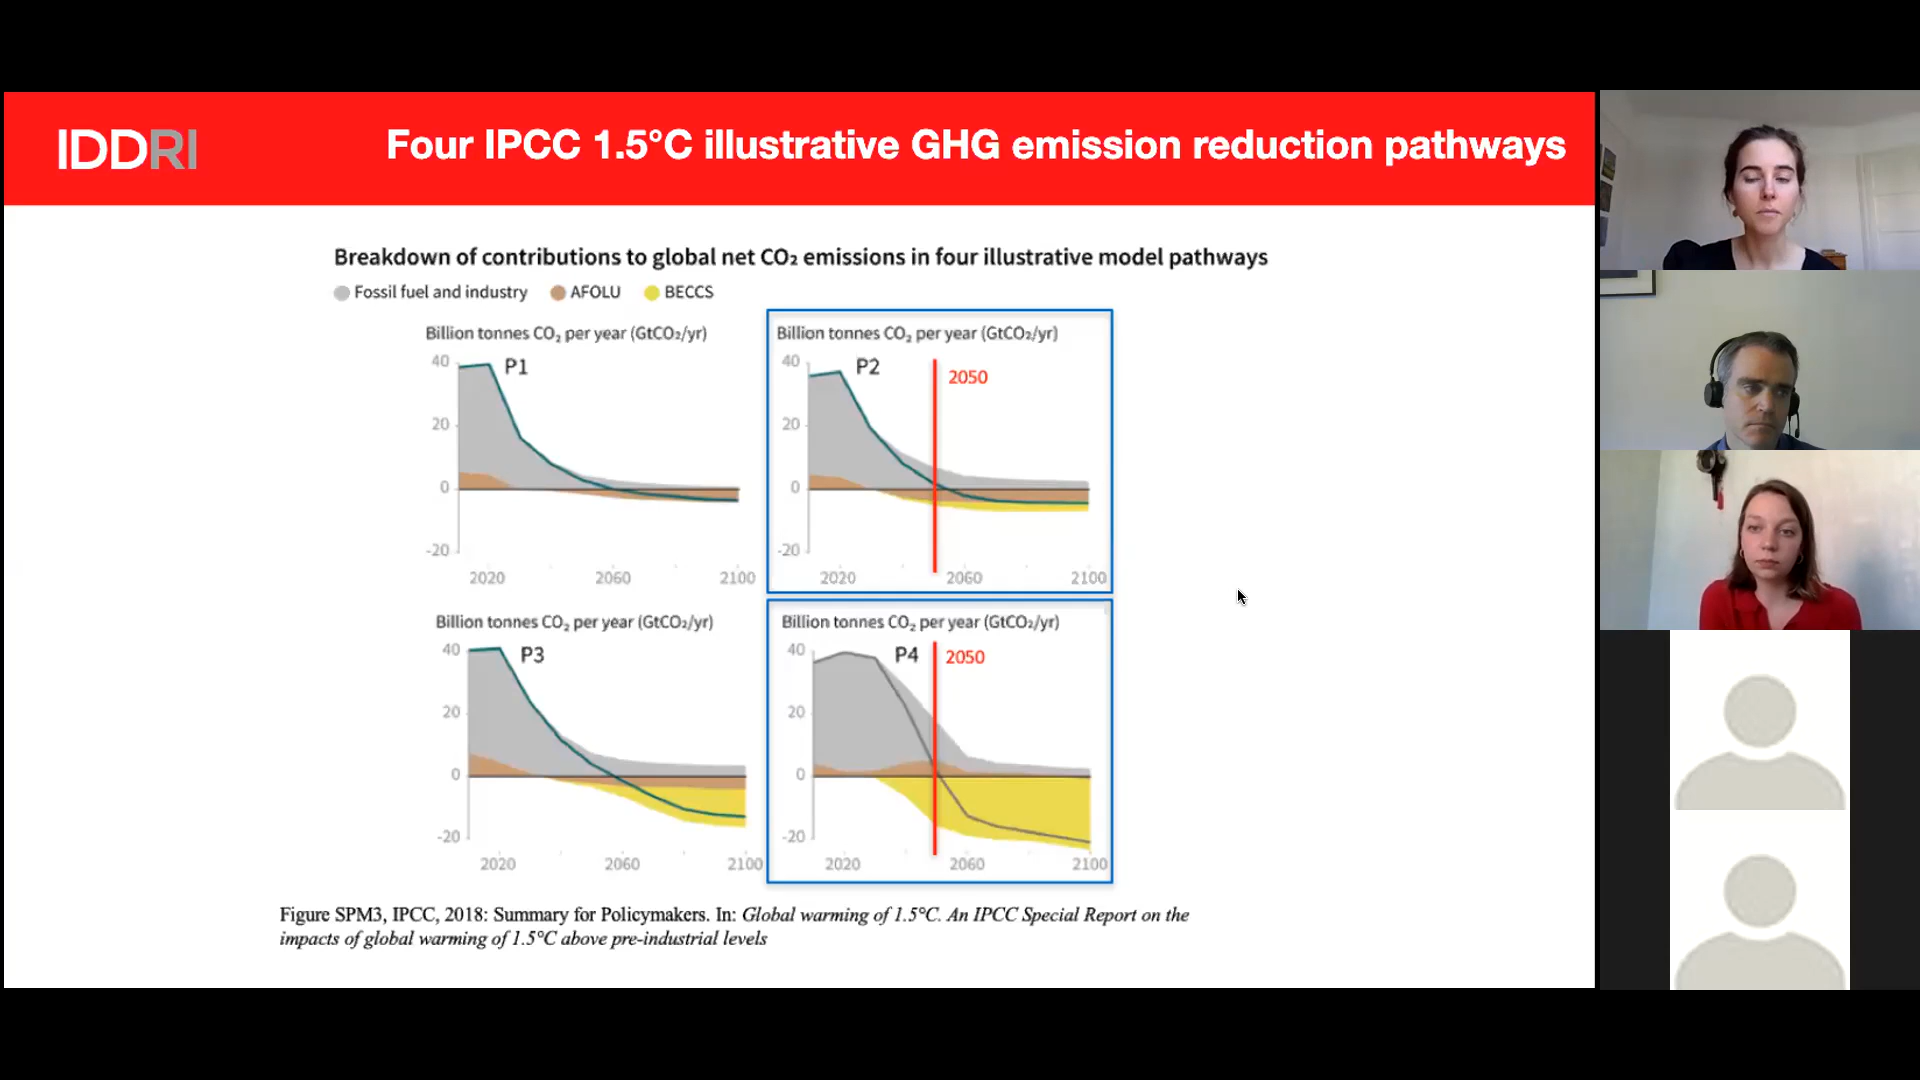 IDDRI
Four IPCC 1.5°C illustrative GHG emission reduction pathways
Breakdown of contributions to global net CO₂ emissions in four illustrative model pathways
Fossil fuel and industry AFOLU BECCS
Billion tonnes CO₂ per year (GtCO₂/yr)
40
P1
20
0
-20
2020 2060 2100
Billion tonnes CO₂ per year (GtCO₂/yr)
40
P2
2050
20
0
-20
2020 2060 2100
Billion tonnes CO₂ per year (GtCO₂/yr)
40
P3
20
0
-20
2020 2060 2100
Billion tonnes CO₂ per year (GtCO₂/yr)
40
P4
2050
20
0
-20
2020 2060 2100
Figure SPM3, IPCC, 2018: Summary for Policymakers. In: Global warming of 1.5°C. An IPCC Special Report on the
impacts of global warming of 1.5°C above pre-industrial levels